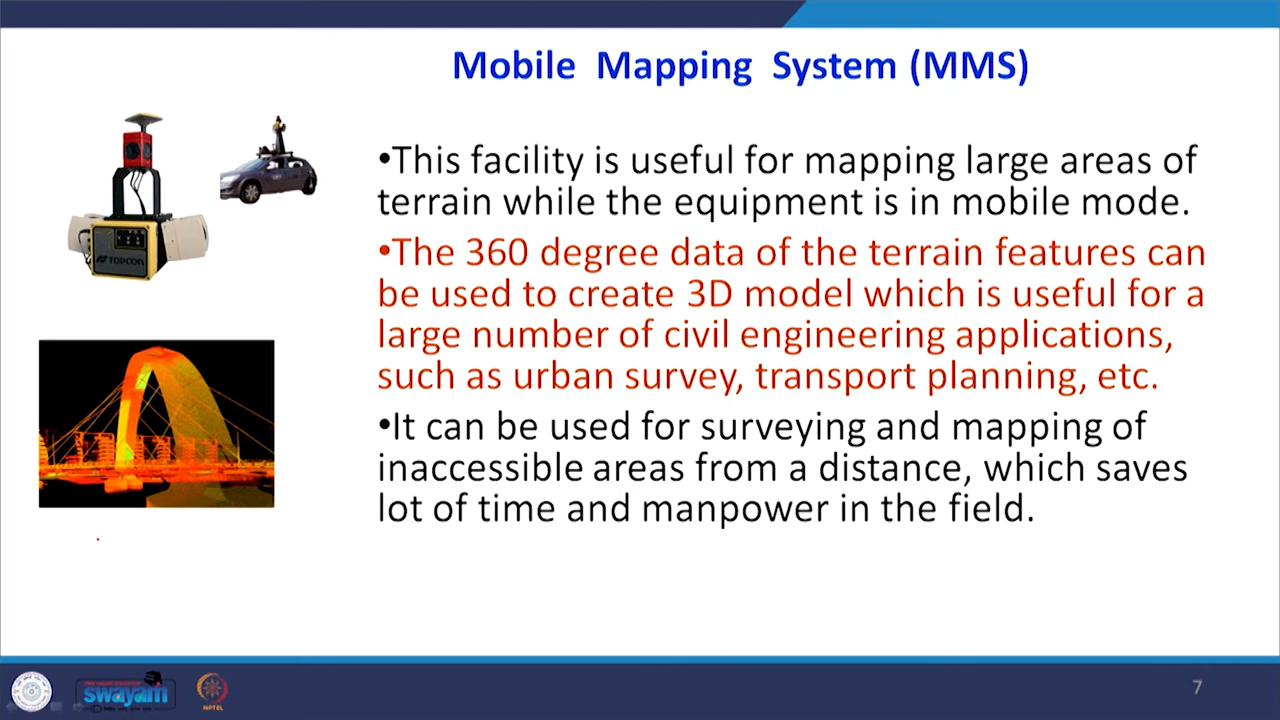 Mobile Mapping System (MMS)
•This facility is useful for mapping large areas of
terrain while the equipment is in mobile mode.
•The 360 degree data of the terrain features can
be used to create 3D model which is useful for a
large number of civil engineering applications,
such as urban survey, transport planning, etc.
•It can be used for surveying and mapping of
inaccessible areas from a distance, which saves
lot of time and manpower in the field.
TOPCON
swayam
NPTEL
7